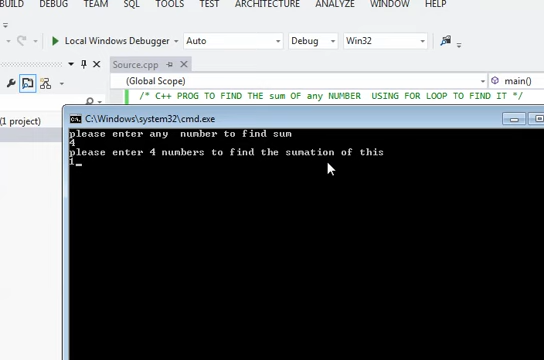 BUILD DEBUG TEAM SQL TOOLS TEST ARCHITECTURE ANALYZE WINDOW HELP
Local Windows Debugger Auto Debug Win32
Source.cpp
(Global Scope) main()
/* C++ PROG TO FIND THE sum OF any NUMBER USING FOR LOOP TO FIND IT */
1 project)
C:\Windows\system32\cmd.exe
please enter any number to find sum
4
please enter 4 numbers to find the sumation of this
1_